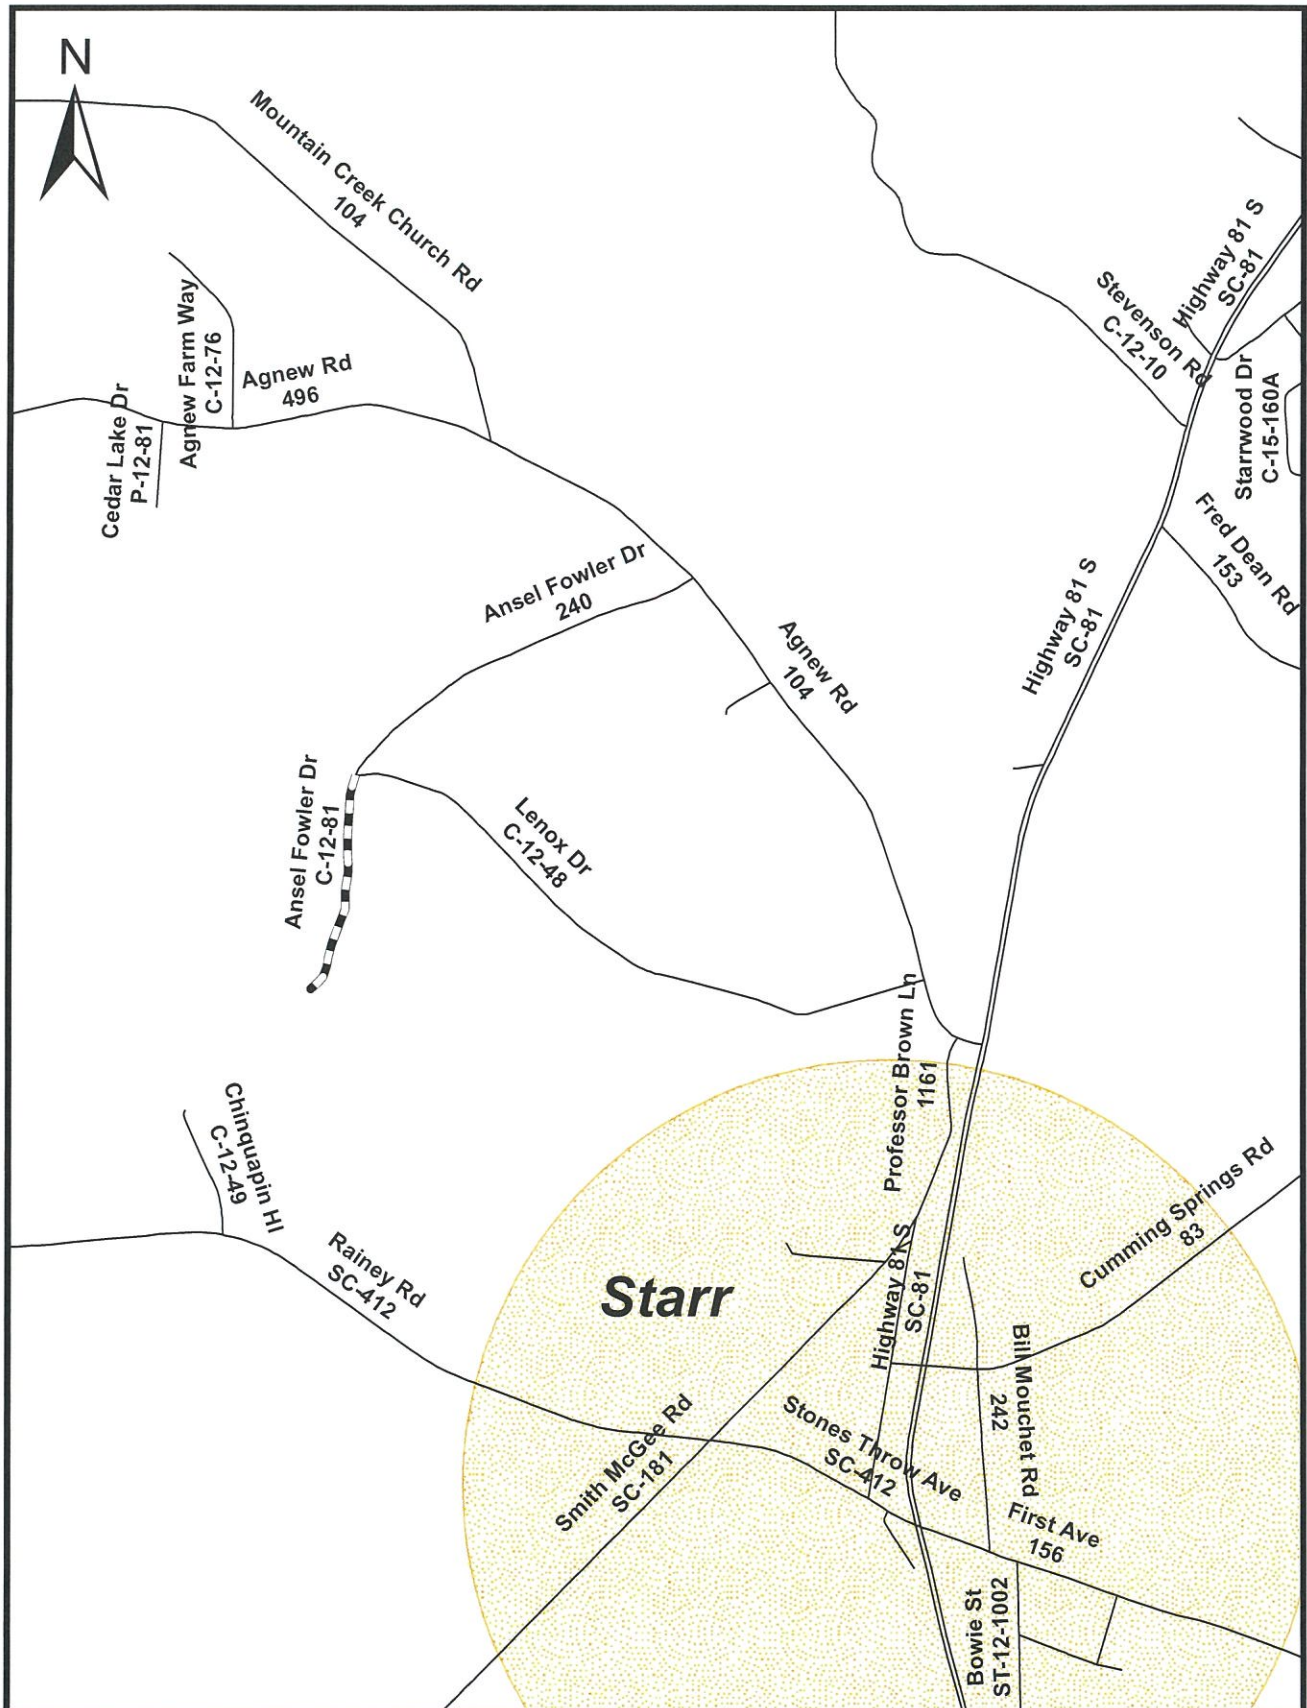 N
Mountain Creek Church Rd
104
Highway 81 S
SC-81
Stevenson Rd
C-12-10
Agnew Farm Way
C-12-76
Agnew Rd
496
Cedar Lake Dr
P-12-81
Starrwood Dr
C-15-160A
Fred Dean Rd
153
Ansel Fowler Dr
240
Highway 81 S
SC-81
Agnew Rd
104
Ansel Fowler Dr
C-12-81
Lenox Dr
C-12-48
Professor Brown Ln
1161
Chinquapin Hl
C-12-49
Cumming Springs Rd
83
Rainey Rd
SC-412
Starr
Highway 81 S
SC-81
Bill Mouchet Rd
242
Smith McGee Rd
SC-181
Stones Throw Ave
SC-412
First Ave
156
Bowie St
ST-12-1002